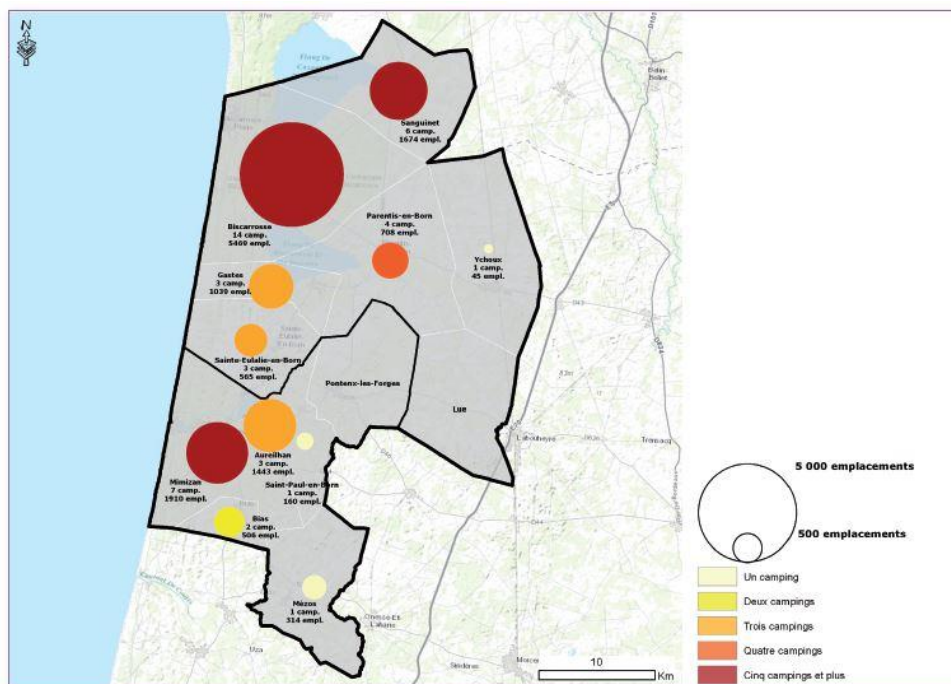 N
Sanguinet
6 camp.
1674 empl.
Biscarrosse
14 camp.
5469 empl.
Parentis-en-Born
4 camp.
708 empl.
Ychoux
1 camp.
45 empl.
Gastes
3 camp.
1039 empl.
Sainte-Eulalie-en-Born
3 camp.
565 empl.
Pontenx-les-Forges
Lue
Aureilhan
3 camp.
1443 empl.
Mimizan
7 camp.
1910 empl.
Saint-Paul-en-Born
1 camp.
160 empl.
Bias
2 camp.
506 empl.
Mézos
1 camp.
314 empl.
Labouheyre
Uza
10
Km
5 000 emplacements
500 emplacements
Un camping
Deux campings
Trois campings
Quatre campings
Cinq campings et plus